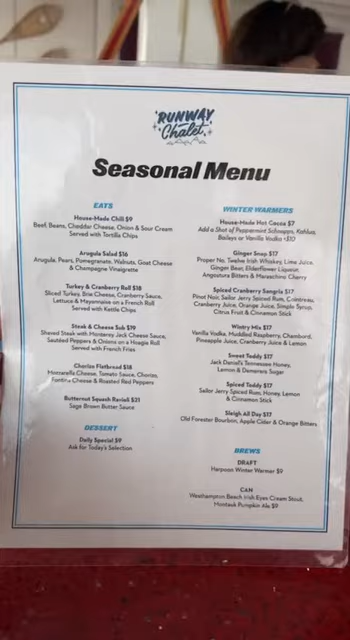 RUNWAY
Chalet
Seasonal Menu
EATS
House-Made Chili $9
Beef, Beans, Cheddar Cheese, Onion & Sour Cream
Served with Tortilla Chips
Arugula Salad $16
Arugula, Pears, Pomegranate, Walnuts, Goat Cheese
& Champagne Vinaigrette
Turkey & Cranberry Roll $18
Sliced Turkey, Brie Cheese, Cranberry Sauce,
Lettuce & Mayonnaise on a French Roll
Served with Kettle Chips
Steak & Cheese Sub $19
Shaved Steak with Monterey Jack Cheese Sauce,
Sautéed Peppers & Onions on a Hoagie Roll
Served with French Fries
Chorizo Flatbread $18
Mozzarella Cheese, Tomato Sauce, Chorizo,
Fontina Cheese & Roasted Red Peppers
Butternut Squash Ravioli $21
Sage Brown Butter Sauce
DESSERT
Daily Special $9
Ask for Today's Selection
WINTER WARMERS
House-Made Hot Cocoa $7
Add a Shot of Peppermint Schnapps, Kahlua,
Baileys or Vanilla Vodka +$10
Ginger Snap $17
Proper No. Twelve Irish Whiskey, Lime Juice,
Ginger Beer, Elderflower Liqueur,
Angostura Bitters & Maraschino Cherry
Spiced Cranberry Sangria $17
Pinot Noir, Sailor Jerry Spiced Rum, Cointreau,
Cranberry Juice, Orange Juice, Simple Syrup,
Citrus Fruit & Cinnamon Stick
Wintry Mix $17
Vanilla Vodka, Muddled Raspberry, Chambord,
Pineapple Juice, Cranberry Juice & Lemon
Sweet Toddy $17
Jack Daniel's Tennessee Honey,
Lemon & Demerara Sugar
Spiced Toddy $17
Sailor Jerry Spiced Rum, Honey, Lemon
& Cinnamon Stick
Sleigh All Day $17
Old Forester Bourbon, Apple Cider & Orange Bitters
BREWS
DRAFT
Harpoon Winter Warmer $9
CAN
Westhampton Beach Irish Eyes Cream Stout,
Montauk Pumpkin Ale $9